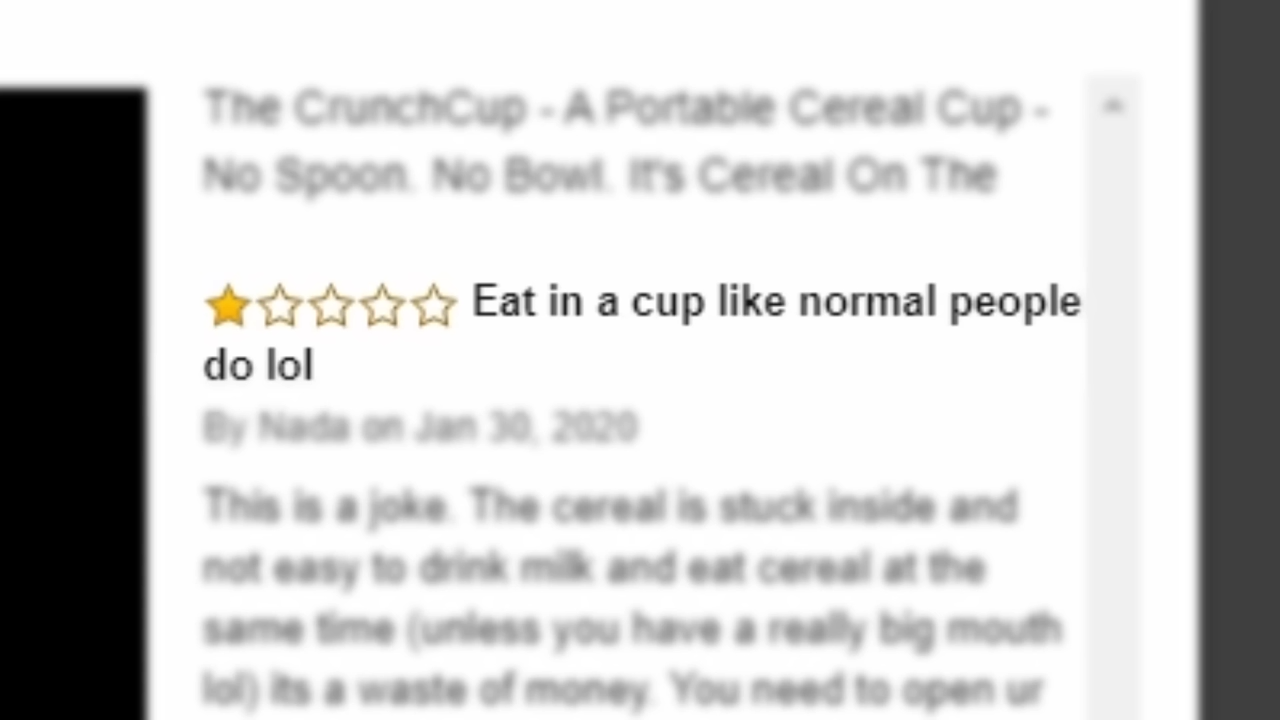 The CrunchCup - A Portable Cereal Cup -
No Spoon. No Bowl. It's Cereal On The
Eat in a cup like normal people
do lol
By Nada on Jan 30, 2020
This is a joke. The cereal is stuck inside and
not easy to drink milk and eat cereal at the
same time (unless you have a really big mouth
lol) its a waste of money. You need to open ur